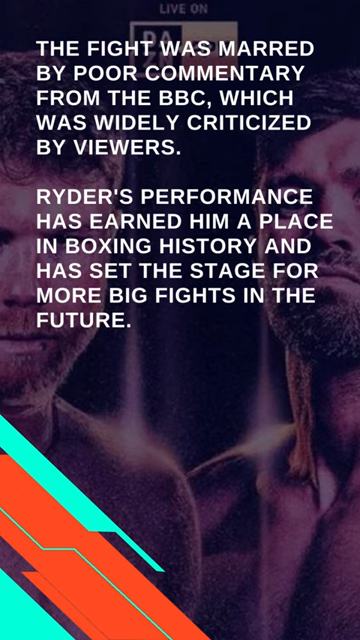 LIVE ON
THE FIGHT WAS MARRED
BY POOR COMMENTARY
FROM THE BBC, WHICH
WAS WIDELY CRITICIZED
BY VIEWERS.
RYDER'S PERFORMANCE
HAS EARNED HIM A PLACE
IN BOXING HISTORY AND
HAS SET THE STAGE FOR
MORE BIG FIGHTS IN THE
FUTURE.